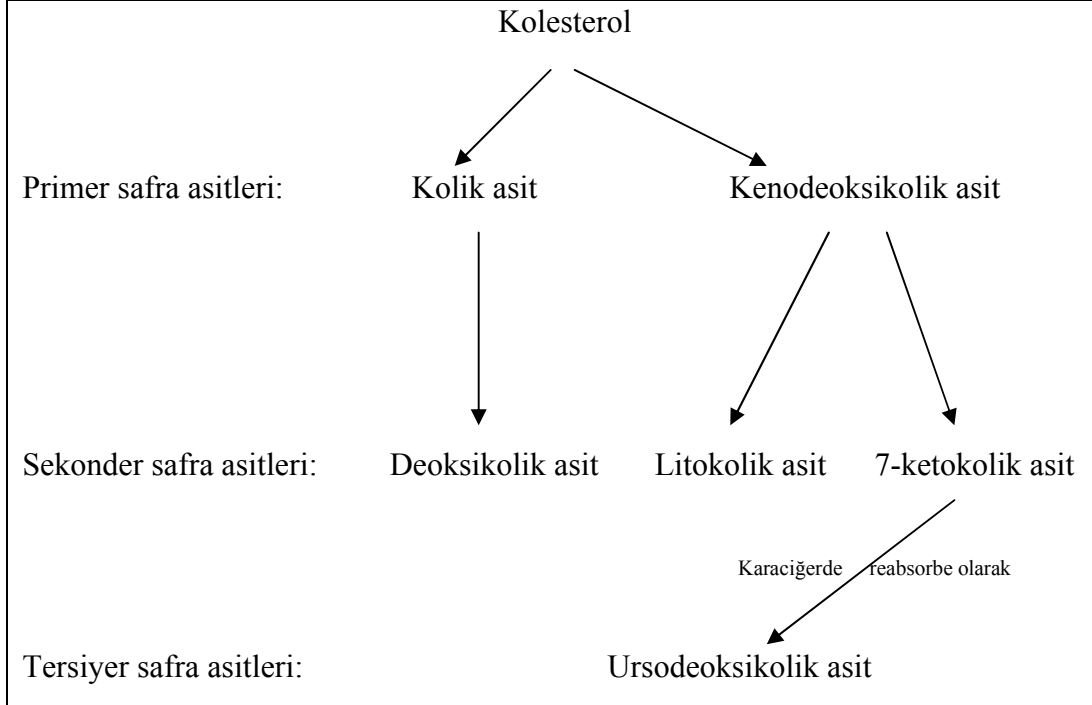 Kolesterol
Primer safra asitleri: Kolik asit Kenodeoksikolik asit
Sekonder safra asitleri: Deoksikolik asit Litokolik asit 7-ketokolik asit
Karaciğerde reabsorbe olarak
Tersiyer safra asitleri: Ursodeoksikolik asit